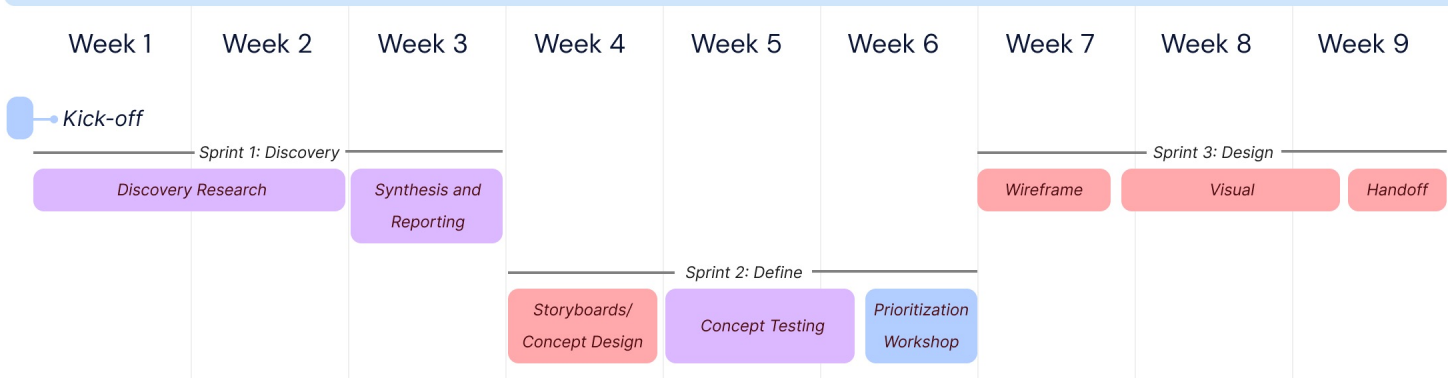 Week 1
Week 2
Week 3
Week 4
Week 5
Week 6
Week 7
Week 8
Week 9
Kick-off
Sprint 1: Discovery
Sprint 3: Design
Discovery Research
Synthesis and
Reporting
Wireframe
Visual
Handoff
Sprint 2: Define
Storyboards/
Concept Design
Concept Testing
Prioritization
Workshop